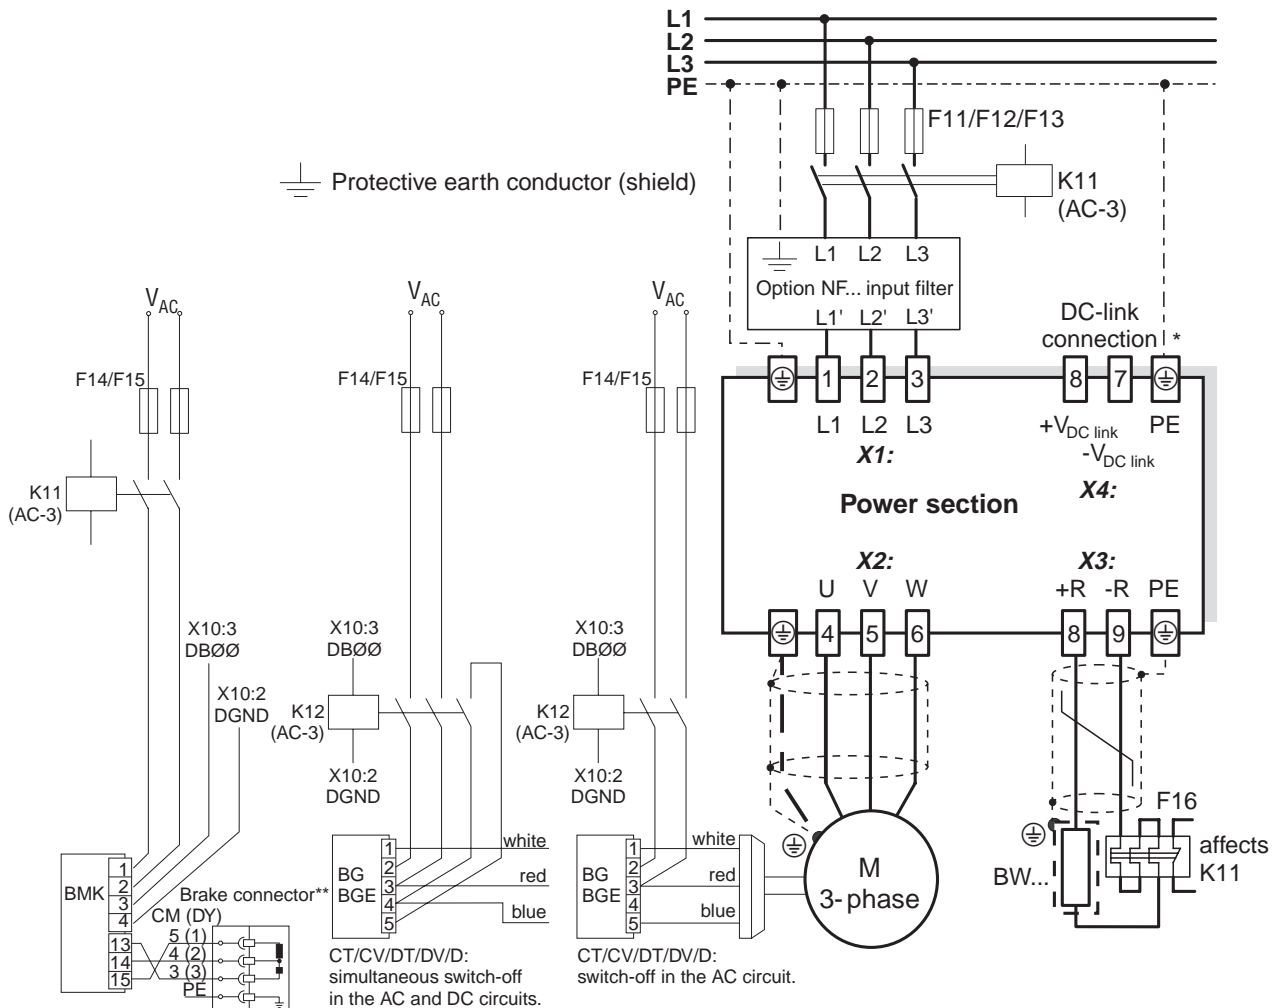 L1
L2
L3
PE
F11/F12/F13
Protective earth conductor (shield)
K11
(AC-3)
L1 L2 L3
Option NF... input filter
L1' L2' L3'
DC-link
connection *
1 2 3
8 7
L1 L2 L3
X1:
+VDC link
-VDC link
PE
X4:
Power section
X2:
X3:
U V W
+R -R PE
4 5 6
8 9
M
3-phase
F16
affects
K11
BW...
VAC
F14/F15
K11
(AC-3)
X10:3
DBØØ
X10:2
DGND
BMK
1
2
3
4
13
14
15
Brake connector**
CM (DY)
5 (1)
4 (2)
3 (3)
PE
VAC
F14/F15
X10:3
DBØØ
K12
(AC-3)
X10:2
DGND
BG
BGE
1
2
3
4
5
white
red
blue
CT/CV/DT/DV/D:
simultaneous switch-off
in the AC and DC circuits.
VAC
F14/F15
X10:3
DBØØ
K12
(AC-3)
X10:2
DGND
BG
BGE
1
2
3
4
5
white
red
blue
CT/CV/DT/DV/D:
switch-off in the AC circuit.